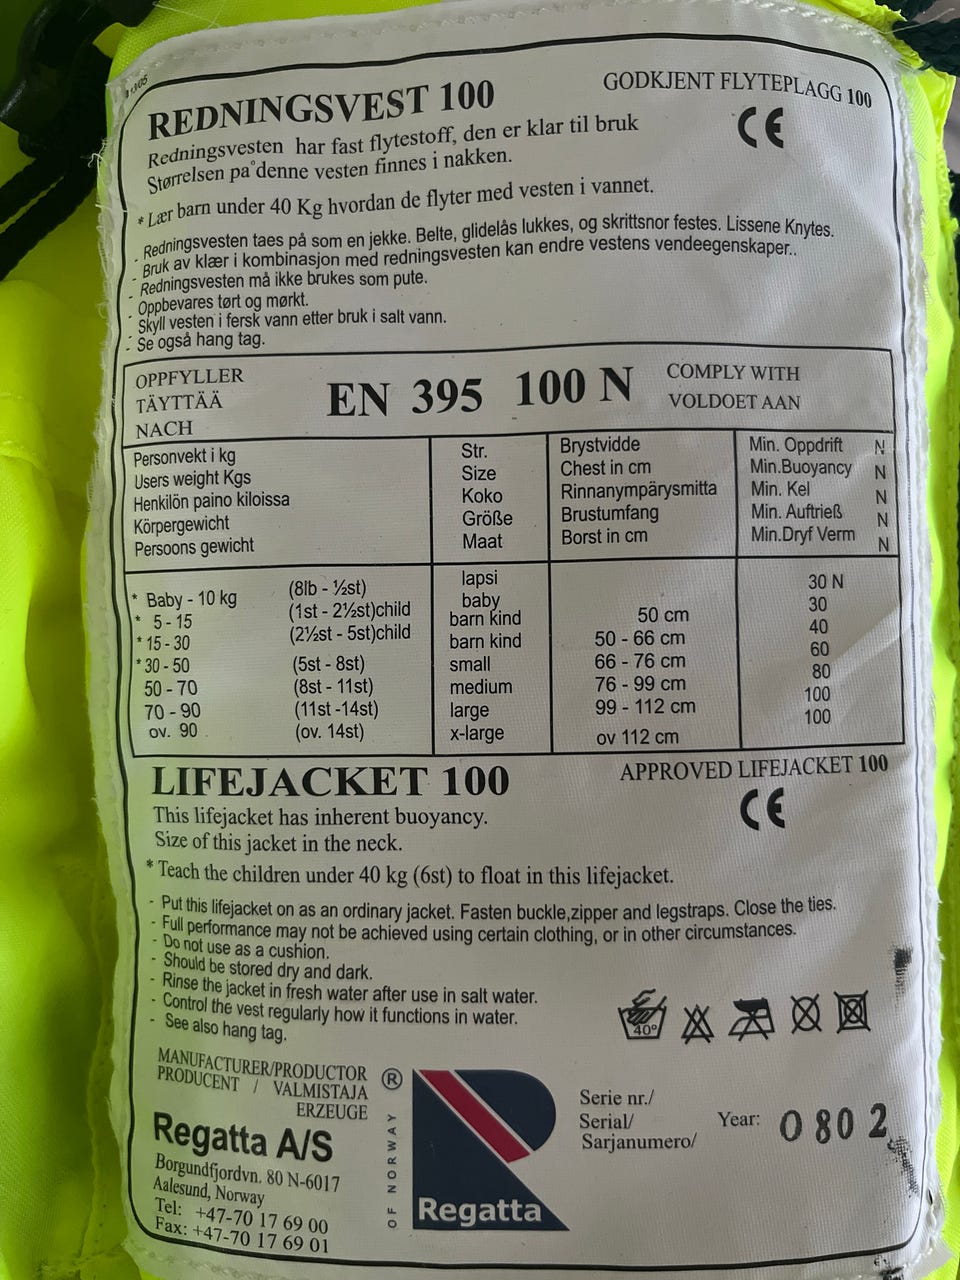 REDNINGSVEST 100
GODKJENT FLYTEPLAGG 100
CE
Redningsvesten har fast flytestoff, den er klar til bruk
Størrelsen på denne vesten finnes i nakken.
* Lær barn under 40 Kg hvordan de flyter med vesten i vannet.
- Redningsvesten taes på som en jekke. Belte, glidelås lukkes, og skrittsnor festes. Lissene Knytes.
- Bruk av klær i kombinasjon med redningsvesten kan endre vestens vendeegenskaper..
- Redningsvesten må ikke brukes som pute.
- Oppbevares tørt og mørkt.
- Skyll vesten i fersk vann etter bruk i salt vann.
- Se også hang tag.
OPPFYLLER
TÄYTTÄÄ
NACH
EN 395 100 N
COMPLY WITH
VOLDOET AAN
Personvekt i kg Str. Brystvidde Min. Oppdrift N
Users weight Kgs Size Chest in cm Min.Buoyancy N
Henkilön paino kiloissa Koko Rinnanympärysmitta Min. Kel N
Körpergewicht Größe Brustumfang Min. Auftrieß N
Persoons gewicht Maat Borst in cm Min.Dryf Verm N
lapsi 30 N
* Baby - 10 kg (8lb - ½st) baby 30
* 5 - 15 (1st - 2½st)child barn kind 50 cm 40
* 15 - 30 (2½st - 5st)child barn kind 50 - 66 cm 60
* 30 - 50 (5st - 8st) small 66 - 76 cm 80
50 - 70 (8st - 11st) medium 76 - 99 cm 100
70 - 90 (11st -14st) large 99 - 112 cm 100
ov. 90 (ov. 14st) x-large ov 112 cm
LIFEJACKET 100
APPROVED LIFEJACKET 100
CE
This lifejacket has inherent buoyancy.
Size of this jacket in the neck.
* Teach the children under 40 kg (6st) to float in this lifejacket.
- Put this lifejacket on as an ordinary jacket. Fasten buckle,zipper and legstraps. Close the ties.
- Full performance may not be achieved using certain clothing, or in other circumstances.
- Do not use as a cushion.
- Should be stored dry and dark.
- Rinse the jacket in fresh water after use in salt water.
- Control the vest regularly how it functions in water.
- See also hang tag.
40°
MANUFACTURER/PRODUCTOR
PRODUCENT / VALMISTAJA
ERZEUGE
Regatta A/S
Borgundfjordvn. 80 N-6017
Aalesund, Norway
Tel: +47-70 17 69 00
Fax: +47-70 17 69 01
®
OF NORWAY
Regatta
Serie nr./
Serial/
Sarjanumero/
Year: 0802